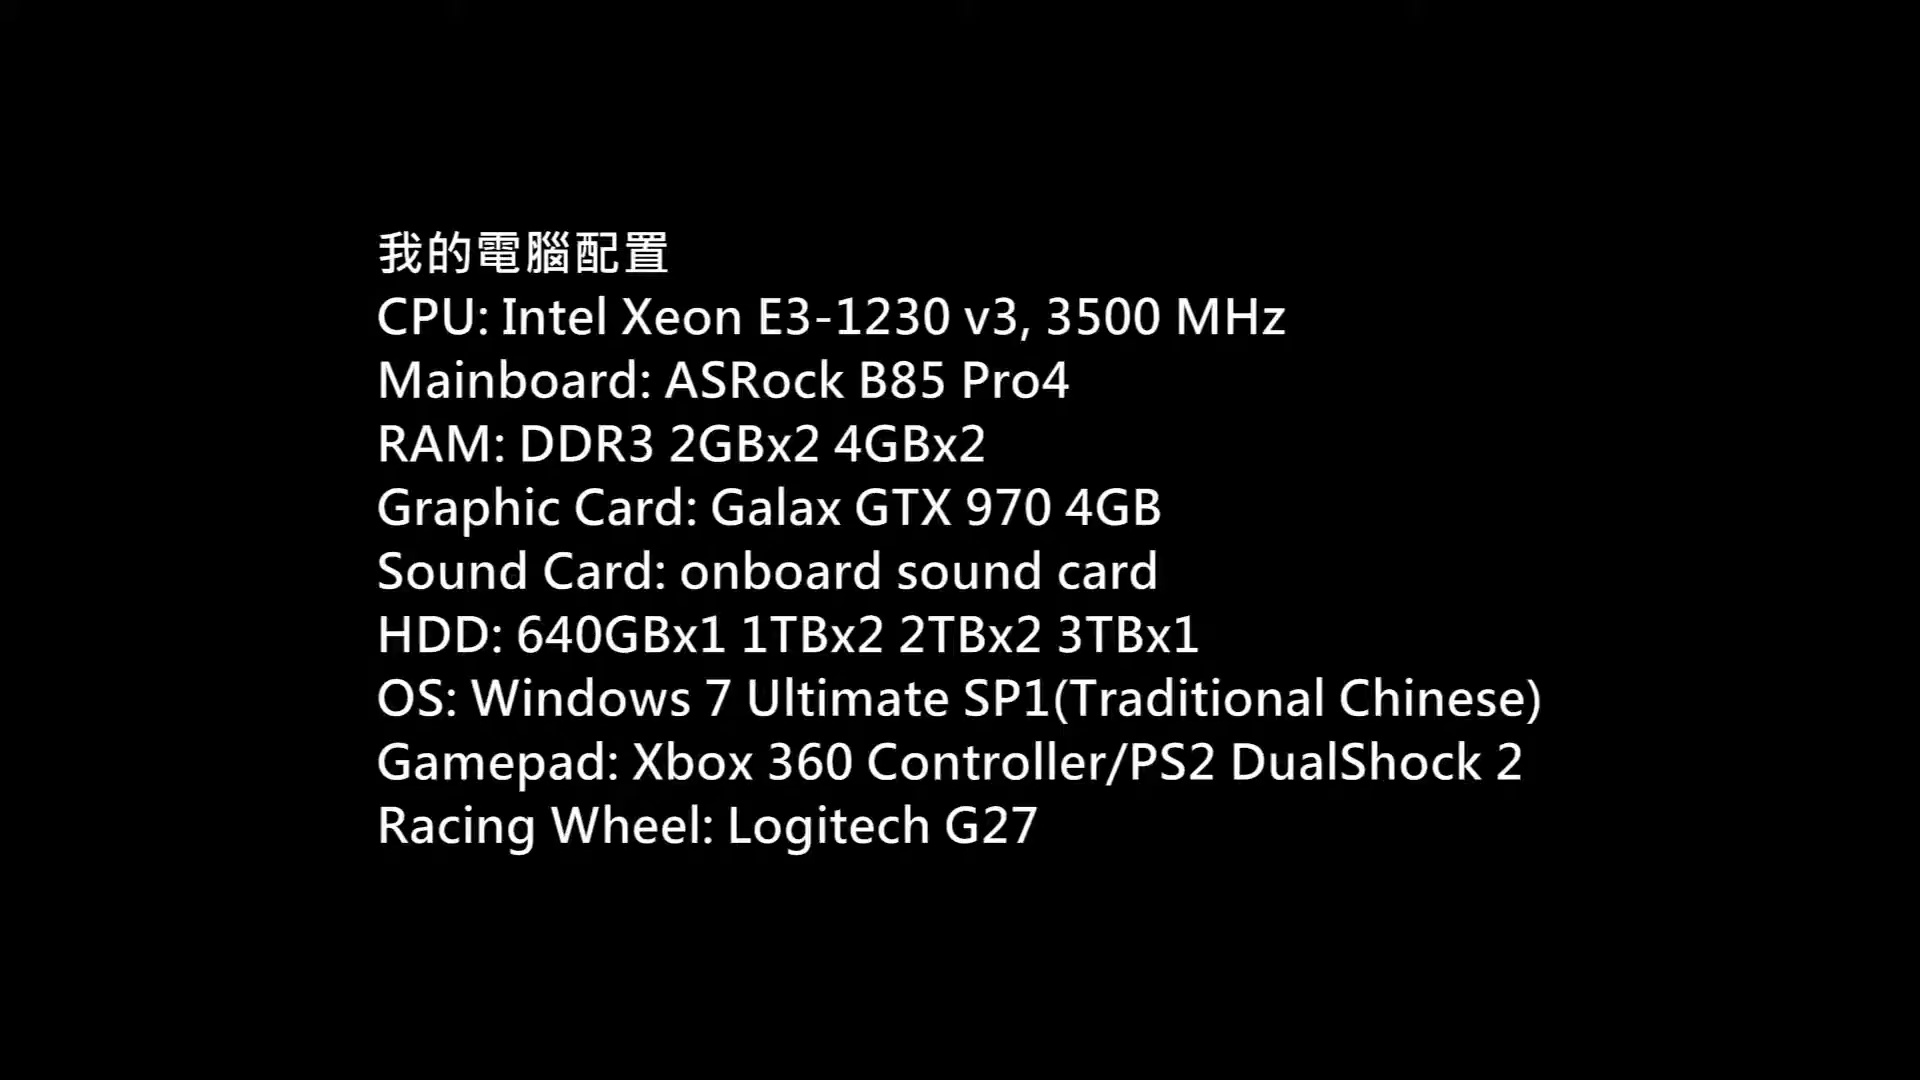 我的電腦配置
CPU: Intel Xeon E3-1230 v3, 3500 MHz
Mainboard: ASRock B85 Pro4
RAM: DDR3 2GBx2 4GBx2
Graphic Card: Galax GTX 970 4GB
Sound Card: onboard sound card
HDD: 640GBx1 1TBx2 2TBx2 3TBx1
OS: Windows 7 Ultimate SP1(Traditional Chinese)
Gamepad: Xbox 360 Controller/PS2 DualShock 2
Racing Wheel: Logitech G27